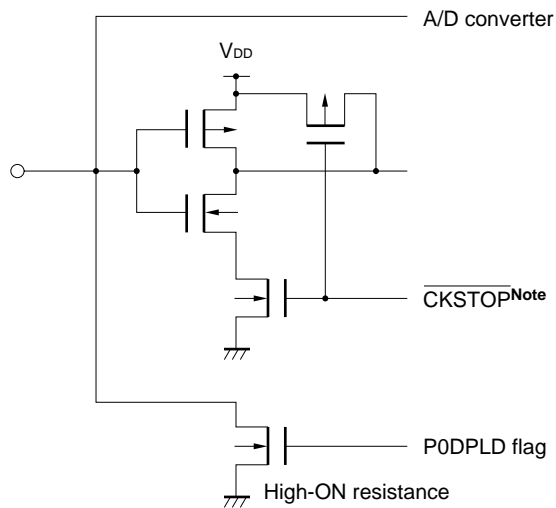 A/D converter
VDD
CKSTOPNote
P0DPLD flag
High-ON resistance